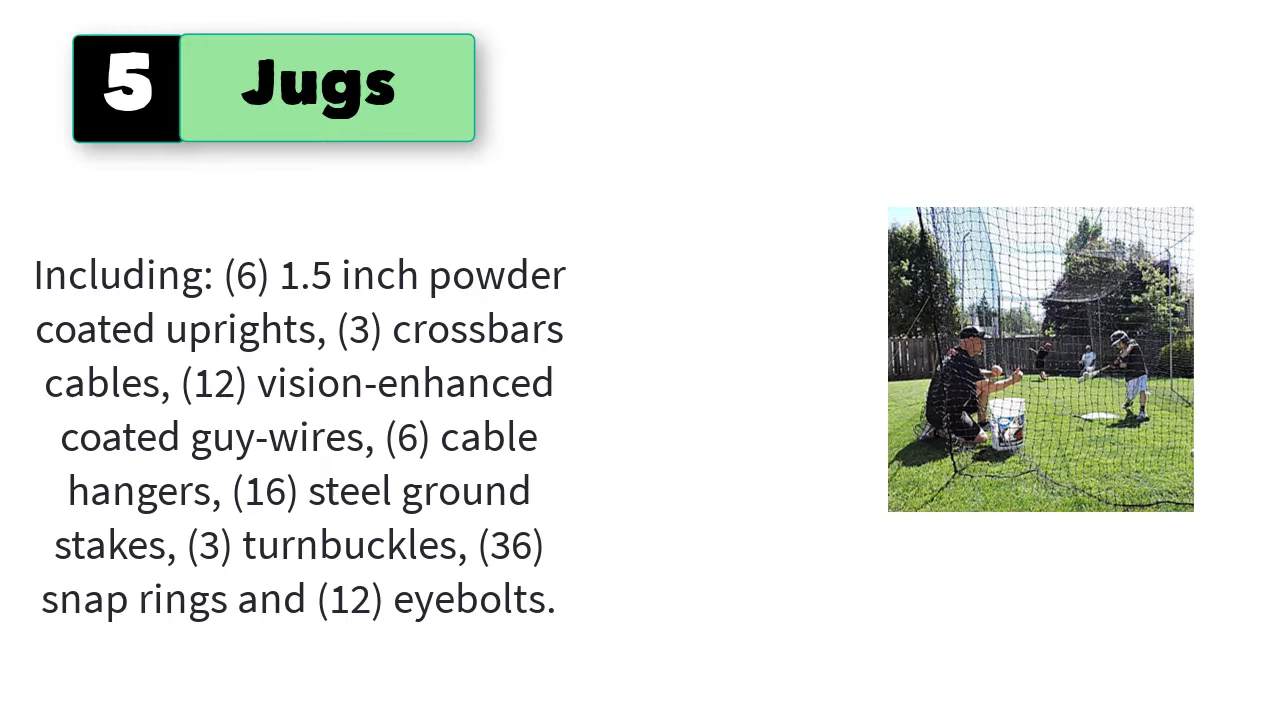 5
Jugs
Including: (6) 1.5 inch powder
coated uprights, (3) crossbars
cables, (12) vision-enhanced
coated guy-wires, (6) cable
hangers, (16) steel ground
stakes, (3) turnbuckles, (36)
snap rings and (12) eyebolts.